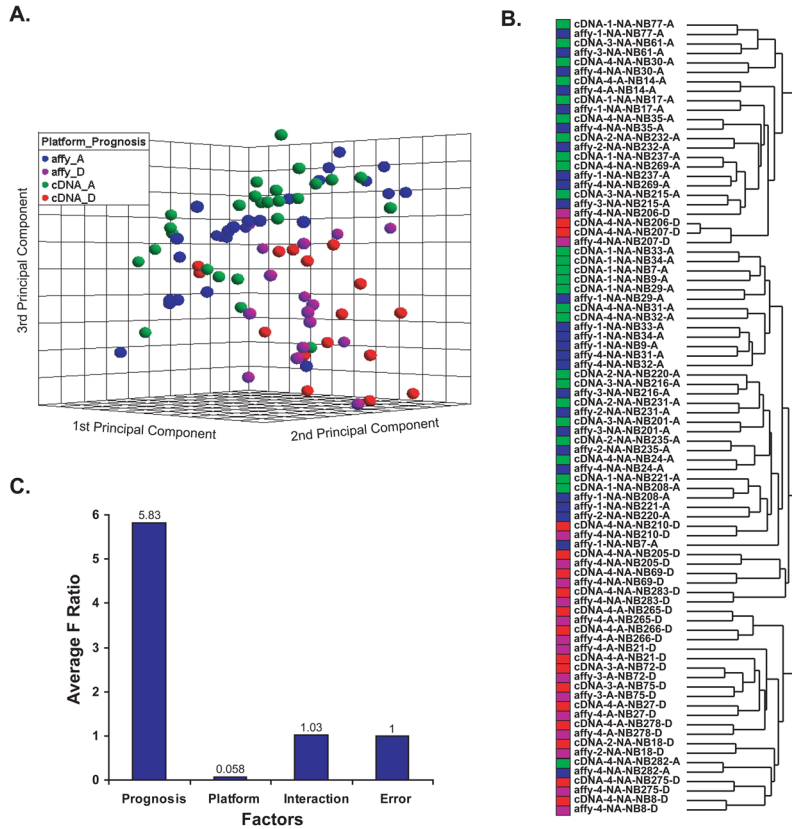 A.
Platform_Prognosis
affy_A
affy_D
cDNA_A
cDNA_D
3rd Principal Component
1st Principal Component
2nd Principal Component
B.
cDNA-1-NA-NB77-A
affy-1-NA-NB77-A
cDNA-3-NA-NB61-A
affy-3-NA-NB61-A
cDNA-4-NA-NB30-A
affy-4-NA-NB30-A
cDNA-4-A-NB14-A
affy-4-A-NB14-A
cDNA-1-NA-NB17-A
affy-1-NA-NB17-A
cDNA-4-NA-NB35-A
affy-4-NA-NB35-A
cDNA-2-NA-NB232-A
affy-2-NA-NB232-A
cDNA-1-NA-NB237-A
cDNA-4-NA-NB269-A
affy-1-NA-NB237-A
affy-4-NA-NB269-A
cDNA-3-NA-NB215-A
affy-3-NA-NB215-A
affy-4-NA-NB206-D
cDNA-4-NA-NB206-D
cDNA-4-NA-NB207-D
affy-4-NA-NB207-D
cDNA-1-NA-NB33-A
cDNA-1-NA-NB34-A
cDNA-1-NA-NB7-A
cDNA-1-NA-NB9-A
cDNA-1-NA-NB29-A
affy-1-NA-NB29-A
cDNA-4-NA-NB31-A
cDNA-4-NA-NB32-A
affy-1-NA-NB33-A
affy-1-NA-NB34-A
affy-1-NA-NB9-A
affy-4-NA-NB31-A
affy-4-NA-NB32-A
cDNA-2-NA-NB220-A
cDNA-3-NA-NB216-A
affy-3-NA-NB216-A
cDNA-2-NA-NB231-A
affy-2-NA-NB231-A
cDNA-3-NA-NB201-A
affy-3-NA-NB201-A
cDNA-2-NA-NB235-A
affy-2-NA-NB235-A
cDNA-4-NA-NB24-A
affy-4-NA-NB24-A
cDNA-1-NA-NB221-A
cDNA-1-NA-NB208-A
affy-1-NA-NB208-A
affy-1-NA-NB221-A
affy-2-NA-NB220-A
cDNA-4-NA-NB210-D
affy-4-NA-NB210-D
affy-1-NA-NB7-A
cDNA-4-NA-NB205-D
affy-4-NA-NB205-D
cDNA-4-NA-NB69-D
affy-4-NA-NB69-D
cDNA-4-NA-NB283-D
affy-4-NA-NB283-D
cDNA-4-A-NB265-D
affy-4-A-NB265-D
cDNA-4-A-NB266-D
affy-4-A-NB266-D
affy-4-A-NB21-D
cDNA-4-A-NB21-D
cDNA-3-A-NB72-D
affy-3-A-NB72-D
cDNA-3-A-NB75-D
affy-3-A-NB75-D
cDNA-4-A-NB27-D
affy-4-A-NB27-D
cDNA-4-A-NB278-D
affy-4-A-NB278-D
cDNA-2-NA-NB18-D
affy-2-NA-NB18-D
cDNA-4-NA-NB282-A
affy-4-NA-NB282-A
cDNA-4-NA-NB275-D
affy-4-NA-NB275-D
cDNA-4-NA-NB8-D
affy-4-NA-NB8-D
C.
Average F Ratio
6
5
4
3
2
1
0
5.83
0.058
1.03
1
Prognosis Platform Interaction Error
Factors